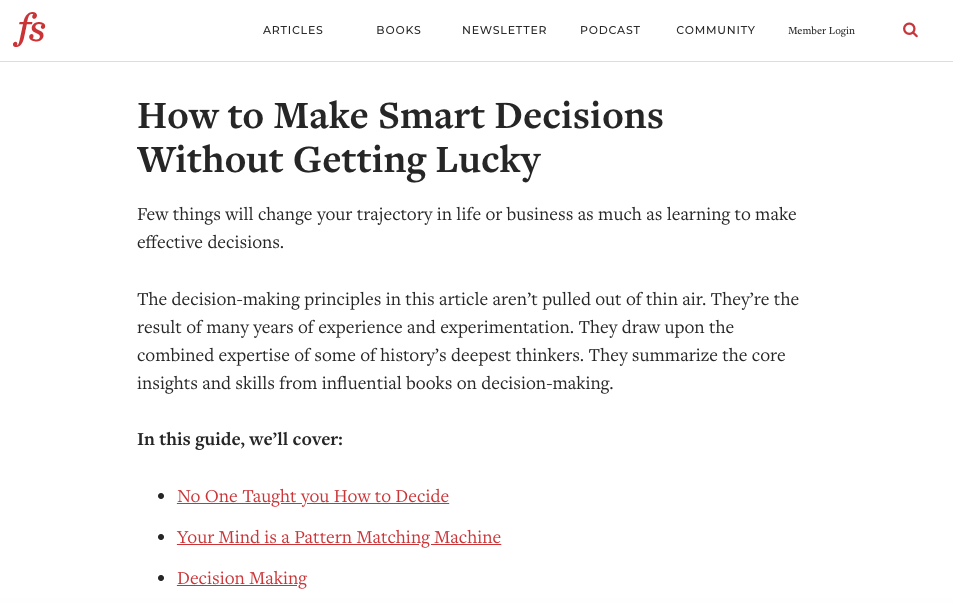 fs
ARTICLES BOOKS NEWSLETTER PODCAST COMMUNITY Member Login
How to Make Smart Decisions
Without Getting Lucky
Few things will change your trajectory in life or business as much as learning to make
effective decisions.
The decision-making principles in this article aren’t pulled out of thin air. They’re the
result of many years of experience and experimentation. They draw upon the
combined expertise of some of history’s deepest thinkers. They summarize the core
insights and skills from influential books on decision-making.
In this guide, we’ll cover:
No One Taught you How to Decide
Your Mind is a Pattern Matching Machine
Decision Making